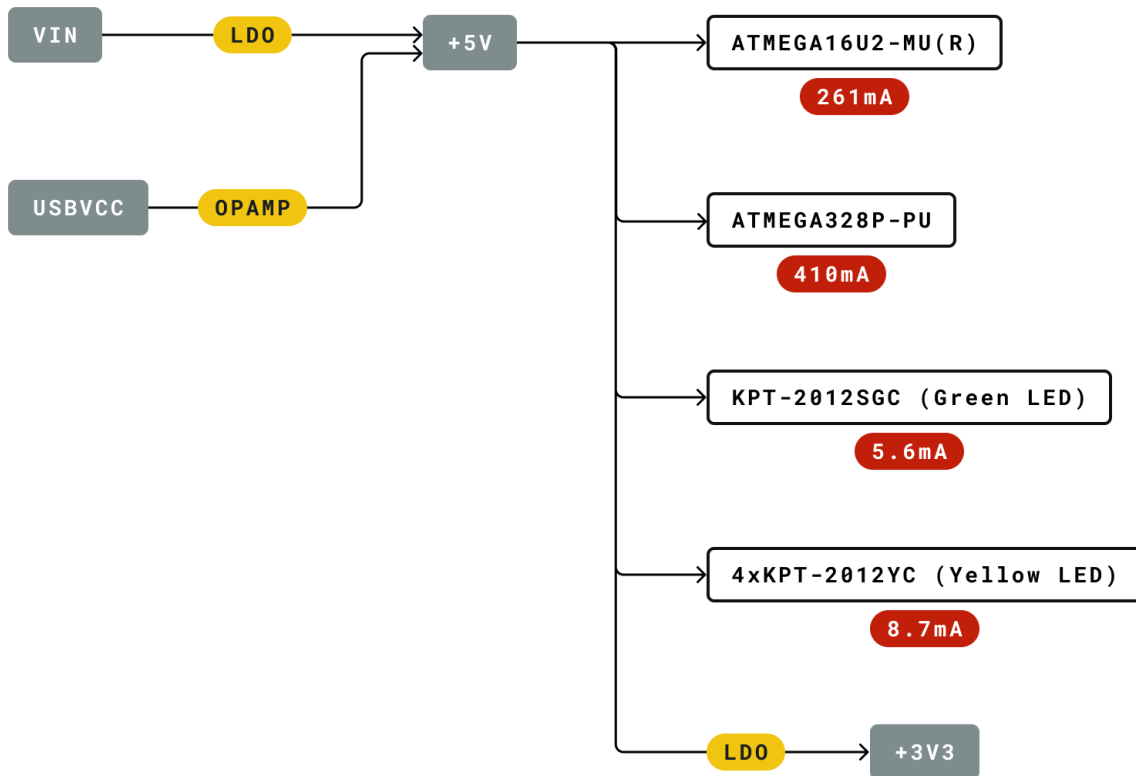 VIN
LDO
+5V
ATMEGA16U2-MU(R)
261mA
USBVCC
OPAMP
ATMEGA328P-PU
410mA
KPT-2012SGC (Green LED)
5.6mA
4xKPT-2012YC (Yellow LED)
8.7mA
LDO
+3V3